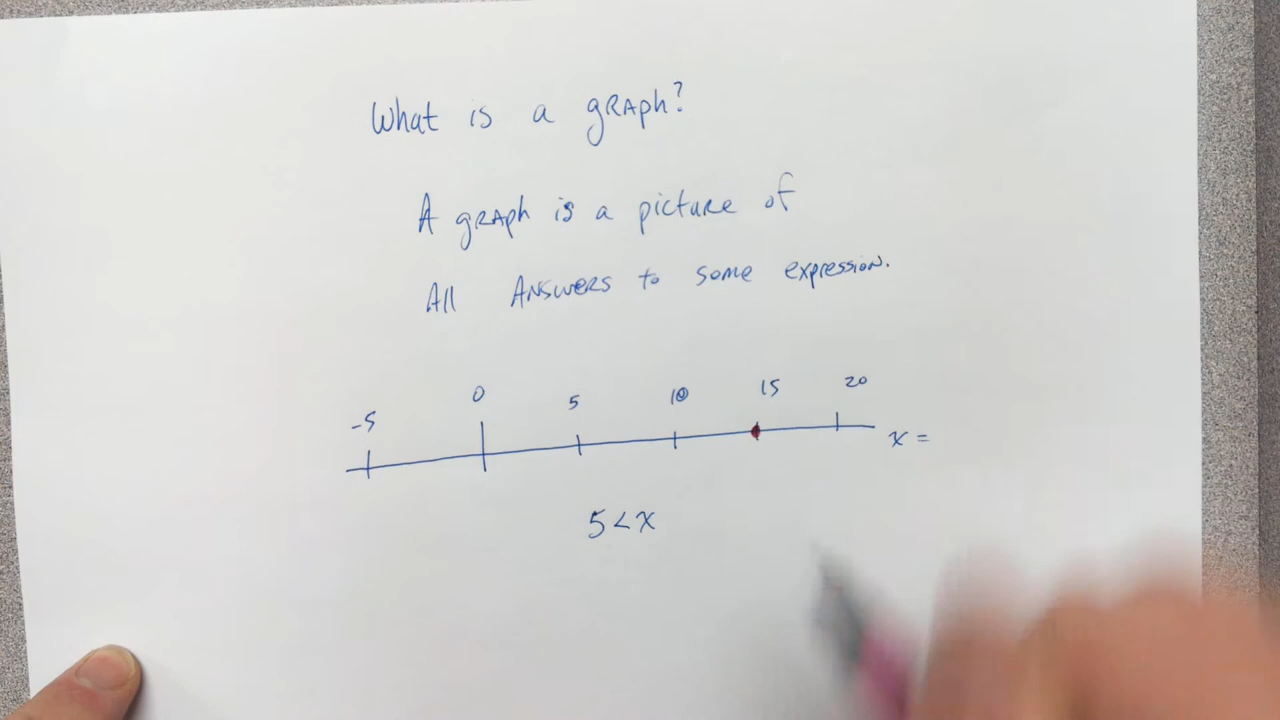 What is a graph?
A graph is a picture of
All Answers to some expression.
-5 0 5 10 15 20
x =
5 < x